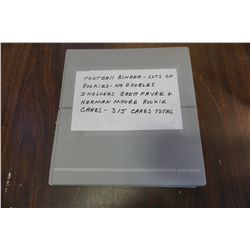 FOOTBALL BINDER - LOTS OF
ROOKIES - NO DOUBLES
INCLUDES BRETT FAVRE &
HERMAN MOORE ROOKIE
CARDS - 315 CARDS TOTAL